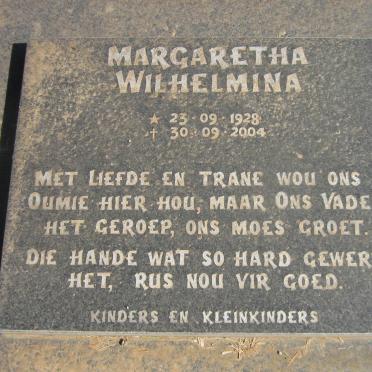 MARGARETHA
WILHELMINA
★ 23·09·1928
† 30·09·2004
MET LIEFDE EN TRANE WOU ONS
OUMIE HIER HOU, MAAR ONS VADE
HET GEROEP, ONS MOES GROET.
DIE HANDE WAT SO HARD GEWER
HET, RUS NOU VIR GOED.
KINDERS EN KLEINKINDERS